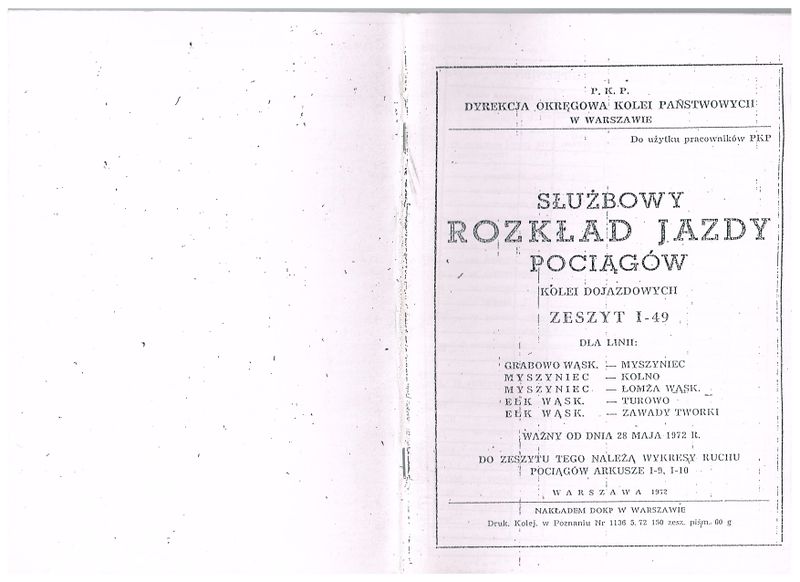 P. K. P.
DYREKCJA OKRĘGOWA KOLEI PAŃSTWOWYCH
W WARSZAWIE
Do użytku pracowników PKP
SŁUŻBOWY
ROZKŁAD JAZDY
POCIĄGÓW
KOLEI DOJAZDOWYCH
ZESZYT I-49
DLA LINII:
GRABOWO WĄSK. — MYSZYNIEC
MYSZYNIEC — KOLNO
MYSZYNIEC — ŁOMŻA WĄSK.
EŁK WĄSK. — TUROWO
EŁK WĄSK. — ZAWADY TWORKI
WAŻNY OD DNIA 28 MAJA 1972 R.
DO ZESZYTU TEGO NALEŻĄ WYKRESY RUCHU
POCIĄGÓW ARKUSZE I-9, I-10
WARSZAWA 1972
NAKŁADEM DOKP W WARSZAWIE
Druk. Kolej. w Poznaniu Nr 1136 5. 72 150 zesz. piśm. 60 g